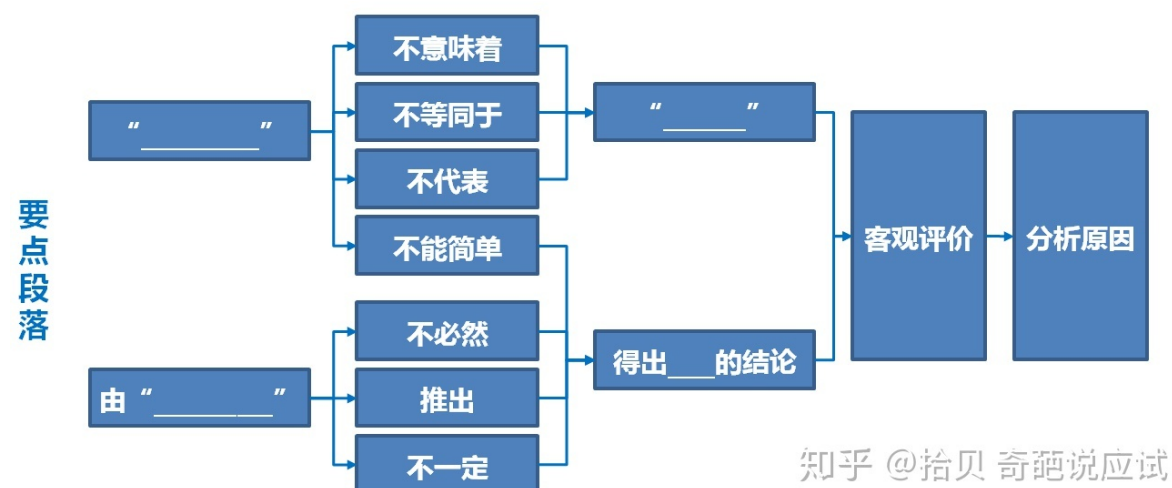 要点段落
“_________”
不意味着
不等同于
不代表
不能简单
“______”
由“_________”
不必然
推出
不一定
得出___的结论
客观评价
分析原因
知乎 @拾贝 奇葩说应试